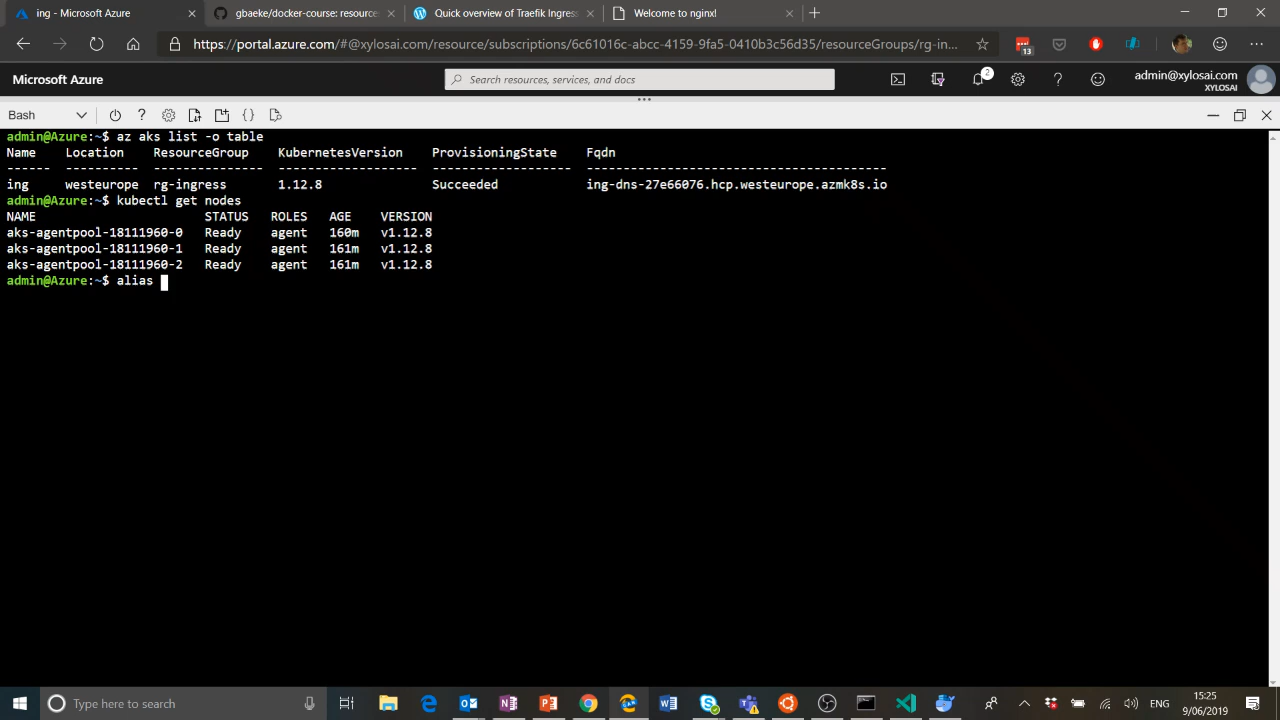 ing - Microsoft Azure
gbaeke/docker-course: resource
Quick overview of Traefik Ingres
Welcome to nginx!
https://portal.azure.com/#@xylosai.com/resource/subscriptions/6c61016c-abcc-4159-9fa5-0410b3c56d35/resourceGroups/rg-in...
13
Microsoft Azure
Search resources, services, and docs
2
admin@xylosai.com
XYLOSAI
Bash
admin@Azure:~$ az aks list -o table
Name Location ResourceGroup KubernetesVersion ProvisioningState Fqdn
------ ---------- --------------- ------------------- ------------------- -----------------------------------------
ing westeurope rg-ingress 1.12.8 Succeeded ing-dns-27e66076.hcp.westeurope.azmk8s.io
admin@Azure:~$ kubectl get nodes
NAME STATUS ROLES AGE VERSION
aks-agentpool-18111960-0 Ready agent 160m v1.12.8
aks-agentpool-18111960-1 Ready agent 161m v1.12.8
aks-agentpool-18111960-2 Ready agent 161m v1.12.8
admin@Azure:~$ alias
Type here to search
ENG
15:25
9/06/2019